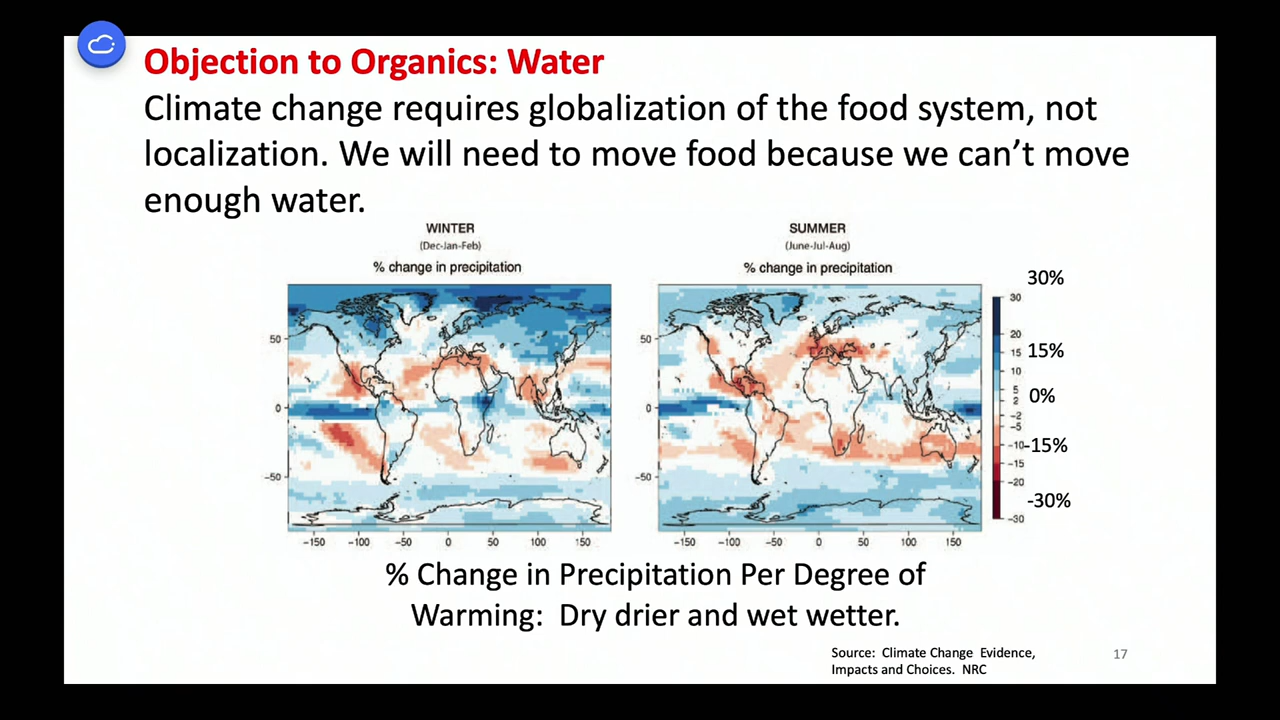 Objection to Organics: Water
Climate change requires globalization of the food system, not
localization. We will need to move food because we can’t move
enough water.
WINTER
(Dec-Jan-Feb)
% change in precipitation
50
0
−50
−150 −100 −50 0 50 100 150
SUMMER
(June-Jul-Aug)
% change in precipitation
50
0
−50
−150 −100 −50 0 50 100 150
30
20
15
10
5
2
−2
−5
−10
−15
−20
−30
30%
15%
0%
-15%
-30%
% Change in Precipitation Per Degree of
Warming: Dry drier and wet wetter.
Source: Climate Change Evidence,
Impacts and Choices. NRC
17